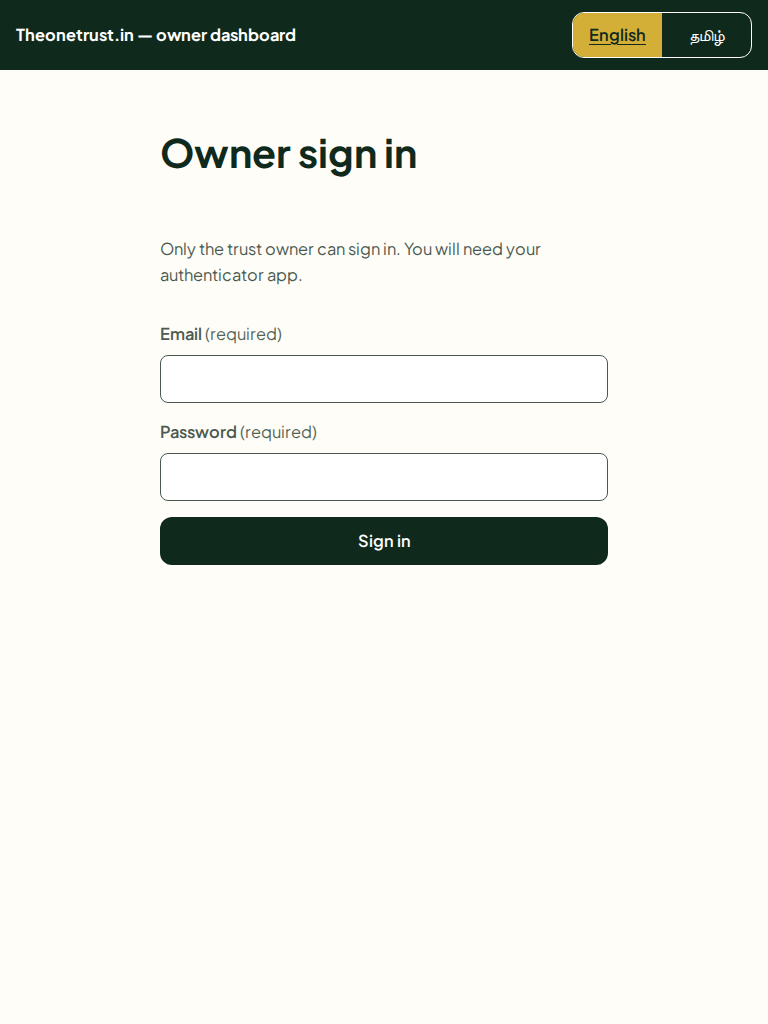 Theonetrust.in — owner dashboard
English
தமிழ்
Owner sign in
Only the trust owner can sign in. You will need your
authenticator app.
Email (required)
Password (required)
Sign in